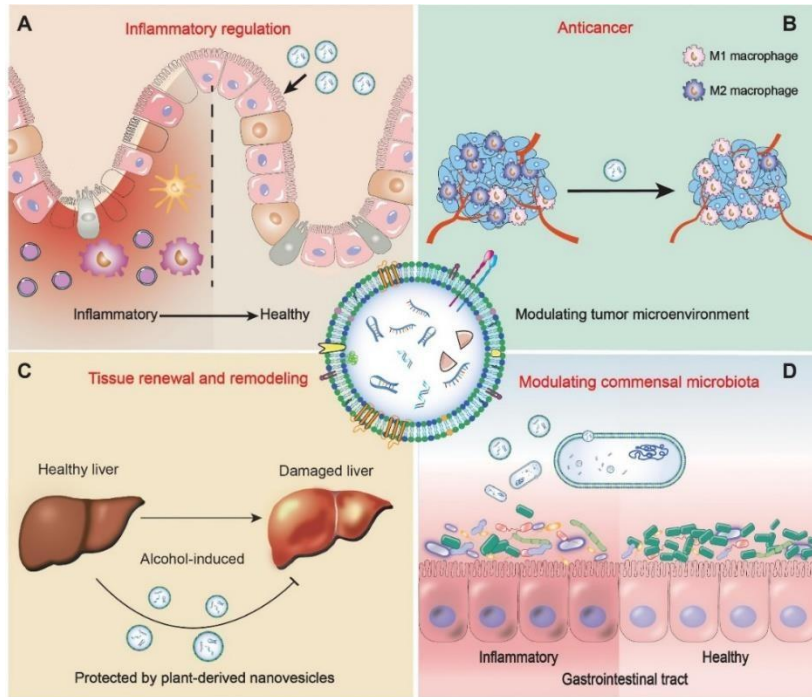 A
Inflammatory regulation
Inflammatory
Healthy
B
Anticancer
M1 macrophage
M2 macrophage
Modulating tumor microenvironment
C
Tissue renewal and remodeling
Healthy liver
Damaged liver
Alcohol-induced
Protected by plant-derived nanovesicles
D
Modulating commensal microbiota
Inflammatory
Healthy
Gastrointestinal tract